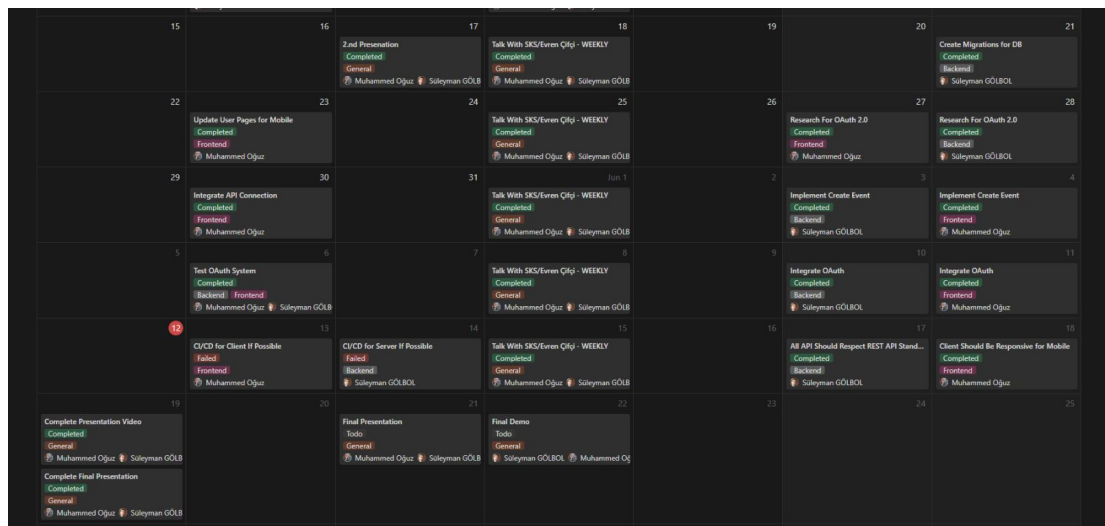 15 16 17 18 19 20 21
2.nd Presenation
Completed
General
Muhammed Oğuz Süleyman GÖLB
Talk With SKS/Evren Çifçi - WEEKLY
Completed
General
Muhammed Oğuz Süleyman GÖLB
Create Migrations for DB
Completed
Backend
Süleyman GÖLBOL
22 23 24 25 26 27 28
Update User Pages for Mobile
Completed
Frontend
Muhammed Oğuz
Talk With SKS/Evren Çifçi - WEEKLY
Completed
General
Muhammed Oğuz Süleyman GÖLB
Research For OAuth 2.0
Completed
Frontend
Muhammed Oğuz
Research For OAuth 2.0
Completed
Backend
Süleyman GÖLBOL
29 30 31 Jun 1 2 3 4
Integrate API Connection
Completed
Frontend
Muhammed Oğuz
Talk With SKS/Evren Çifçi - WEEKLY
Completed
General
Muhammed Oğuz Süleyman GÖLB
Implement Create Event
Completed
Backend
Süleyman GÖLBOL
Implement Create Event
Completed
Frontend
Muhammed Oğuz
5 6 7 8 9 10 11
Test OAuth System
Completed
Backend Frontend
Muhammed Oğuz Süleyman GÖLB
Talk With SKS/Evren Çifçi - WEEKLY
Completed
General
Muhammed Oğuz Süleyman GÖLB
Integrate OAuth
Completed
Backend
Süleyman GÖLBOL
Integrate OAuth
Completed
Frontend
Muhammed Oğuz
12 13 14 15 16 17 18
CI/CD for Client If Possible
Failed
Frontend
Muhammed Oğuz
CI/CD for Server If Possible
Failed
Backend
Süleyman GÖLBOL
Talk With SKS/Evren Çifçi - WEEKLY
Completed
General
Muhammed Oğuz Süleyman GÖLB
All API Should Respect REST API Stand...
Completed
Backend
Süleyman GÖLBOL
Client Should Be Responsive for Mobile
Completed
Frontend
Muhammed Oğuz
19 20 21 22 23 24 25
Complete Presentation Video
Completed
General
Muhammed Oğuz Süleyman GÖLB
Complete Final Presentation
Completed
General
Muhammed Oğuz Süleyman GÖLB
Final Presentation
Todo
General
Muhammed Oğuz Süleyman GÖLB
Final Demo
Todo
General
Süleyman GÖLBOL Muhammed Oğ